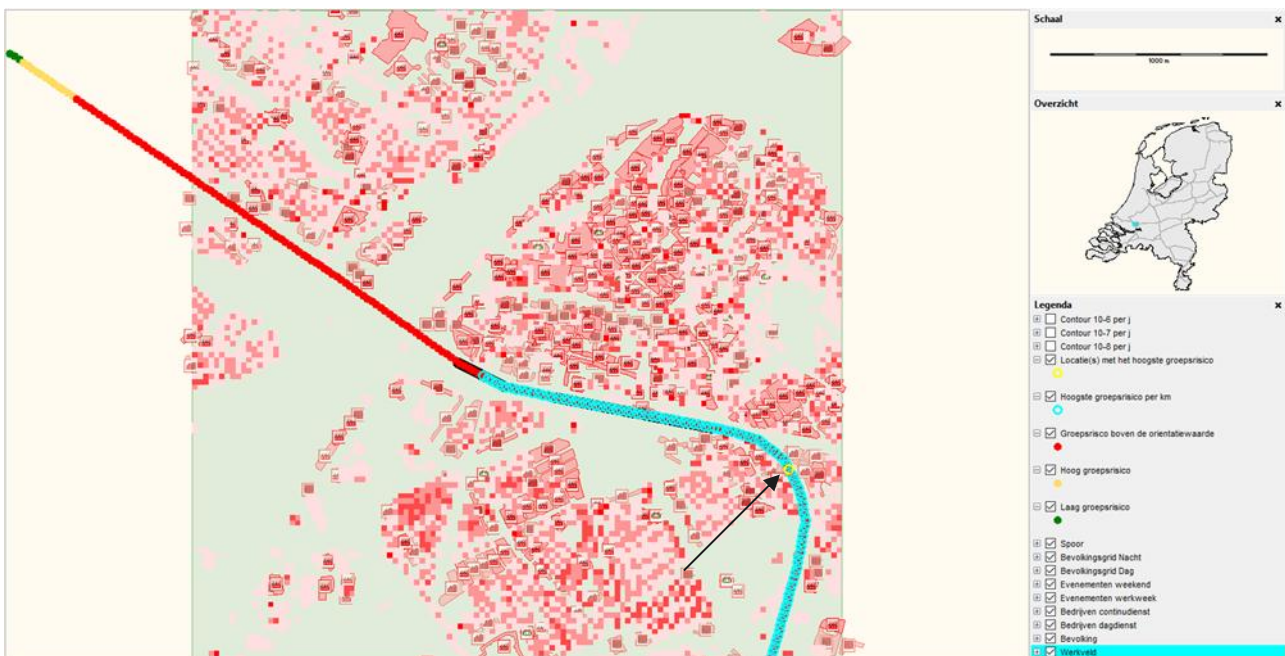 Schaal x
1000 m
Overzicht x
Legenda x
Contour 10-6 per j
Contour 10-7 per j
Contour 10-8 per j
Locatie(s) met het hoogste groepsrisico
Hoogste groepsrisico per km
Groepsrisco boven de orientatiewaarde
Hoog groepsrisico
Laag groepsrisico
Spoor
Bevolkingsgrid Nacht
Bevolkingsgrid Dag
Evenementen weekend
Evenementen werkweek
Bedrijven continudienst
Bedrijven dagdienst
Bevolking
Werkveld